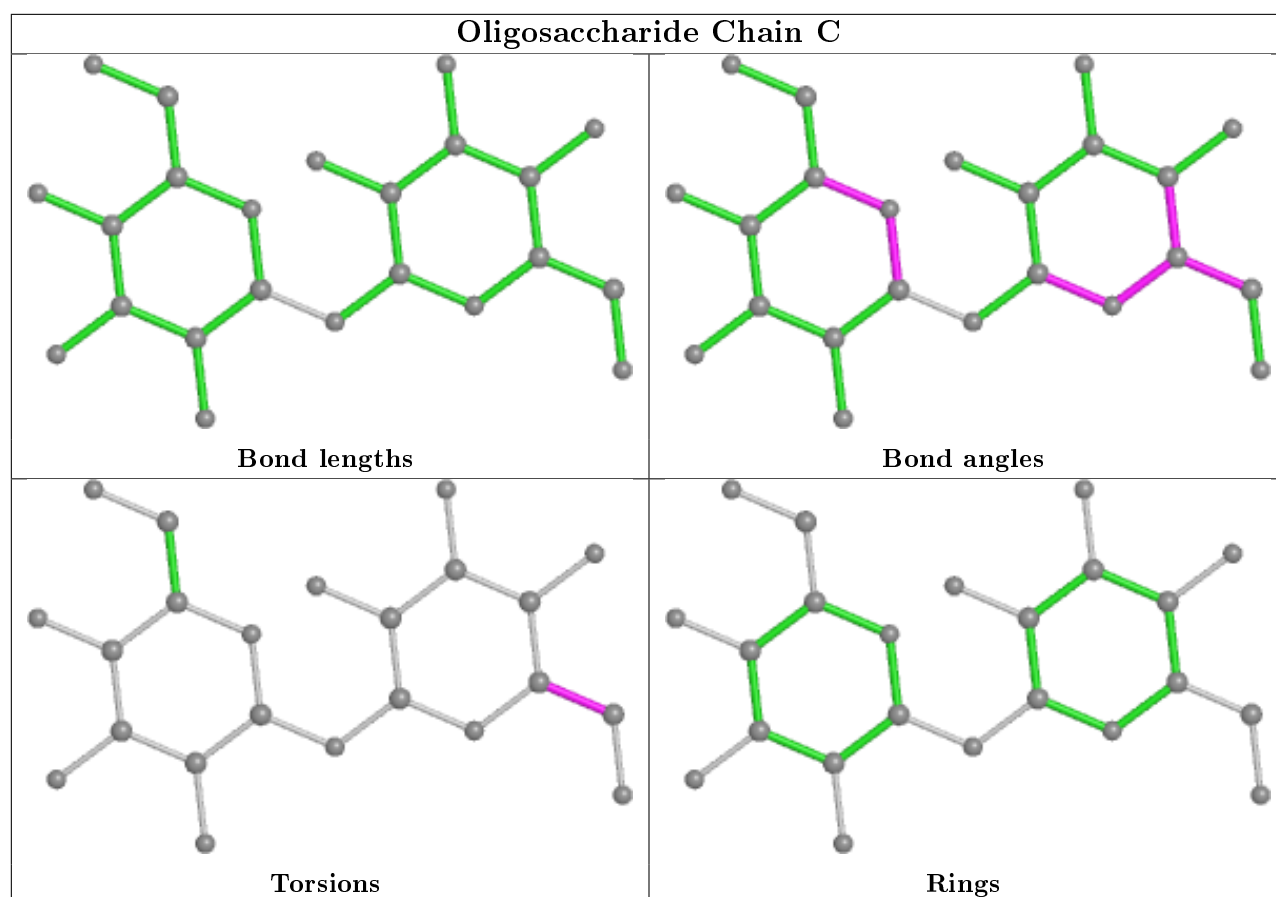 Oligosaccharide Chain C
Bond lengths
Bond angles
Torsions
Rings